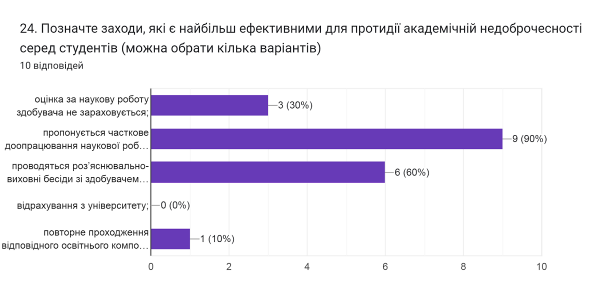 24. Позначте заходи, які є найбільш ефективними для протидії академічній недоброчесності
серед студентів (можна обрати кілька варіантів)
10 відповідей
оцінка за наукову роботу
здобувача не зараховується;
3 (30%)
пропонується часткове
доопрацювання наукової роб…
9 (90%)
проводяться роз'яснювально-
виховні бесіди зі здобувачем…
6 (60%)
відрахування з університету;
0 (0%)
повторне проходження
відповідного освітнього компо…
1 (10%)
0 2 4 6 8 10